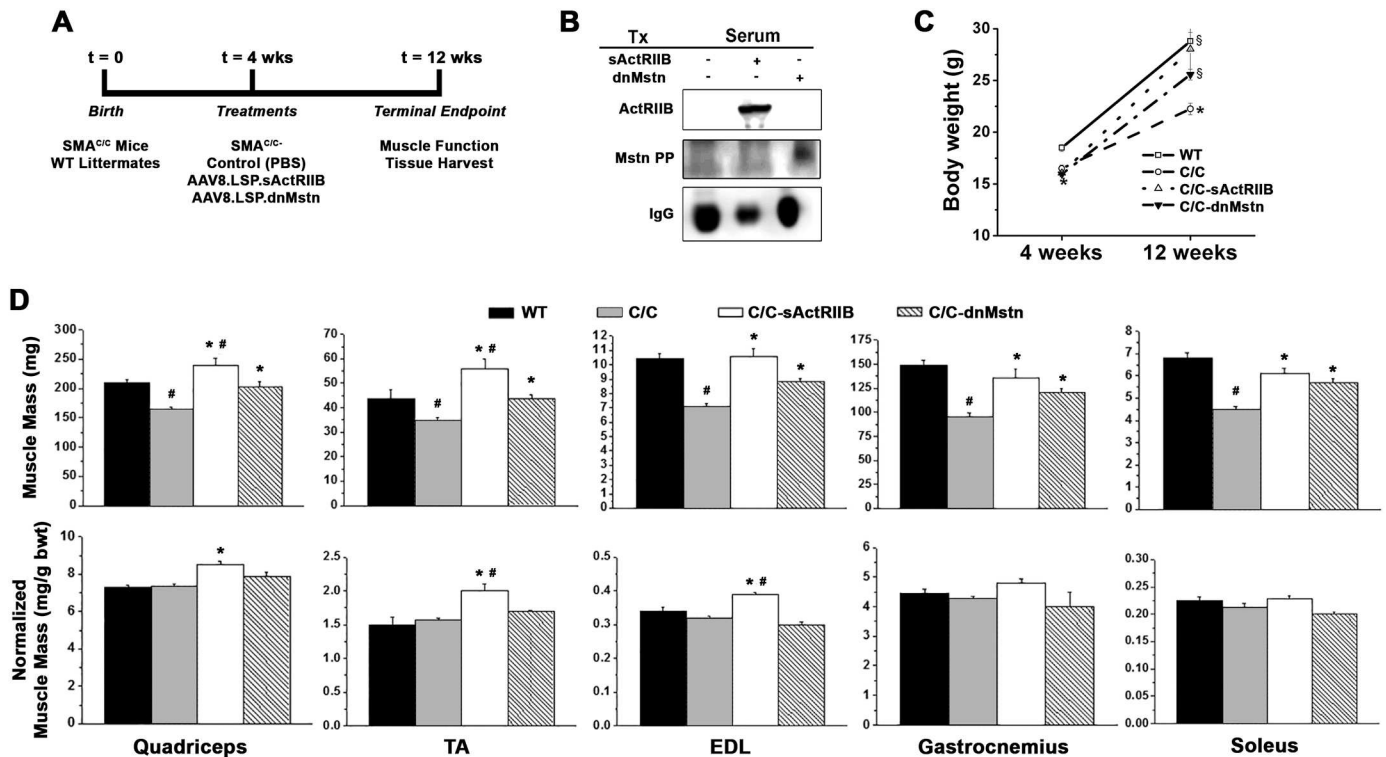 A
t = 0 t = 4 wks t = 12 wks
Birth Treatments Terminal Endpoint
SMA^C/C Mice SMA^C/C- Muscle Function
WT Littermates Control (PBS) Tissue Harvest
AAV8.LSP.sActRIIB
AAV8.LSP.dnMstn
B
Tx Serum
sActRIIB - + -
dnMstn - - +
ActRIIB
Mstn PP
IgG
C
Body weight (g)
30
25
20
15
10
§
§
*
*
WT
C/C
C/C-sActRIIB
C/C-dnMstn
4 weeks 12 weeks
D
WT C/C C/C-sActRIIB C/C-dnMstn
Muscle Mass (mg)
300
250
200
150
100
50
0
# * # *
70
60
50
40
30
20
10
0
# * # *
12
11
10
9
8
7
6
5
4
3
2
1
0
# * *
175
150
125
100
75
50
25
0
# * *
8
7
6
5
4
3
2
1
0
# * *
Normalized
Muscle Mass (mg/g bwt)
10
8
6
4
2
0
*
2.5
2.0
1.5
1.0
0.5
0.0
* #
0.5
0.4
0.3
0.2
0.1
0.0
* #
6
5
4
3
2
1
0
0.30
0.25
0.20
0.15
0.10
0.05
0.00
Quadriceps TA EDL Gastrocnemius Soleus